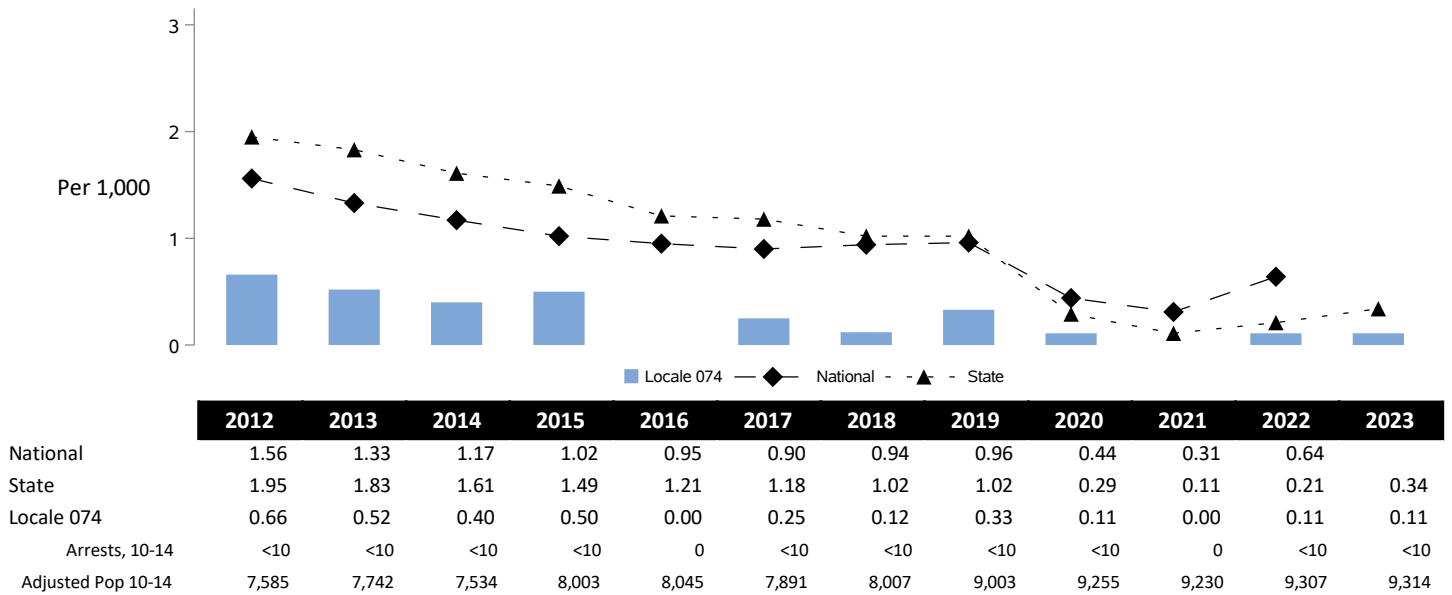 3
2
Per 1,000
1
0
Locale 074 National State
2012 2013 2014 2015 2016 2017 2018 2019 2020 2021 2022 2023
National 1.56 1.33 1.17 1.02 0.95 0.90 0.94 0.96 0.44 0.31 0.64
State 1.95 1.83 1.61 1.49 1.21 1.18 1.02 1.02 0.29 0.11 0.21 0.34
Locale 074 0.66 0.52 0.40 0.50 0.00 0.25 0.12 0.33 0.11 0.00 0.11 0.11
Arrests, 10-14 <10 <10 <10 <10 0 <10 <10 <10 <10 0 <10 <10
Adjusted Pop 10-14 7,585 7,742 7,534 8,003 8,045 7,891 8,007 9,003 9,255 9,230 9,307 9,314